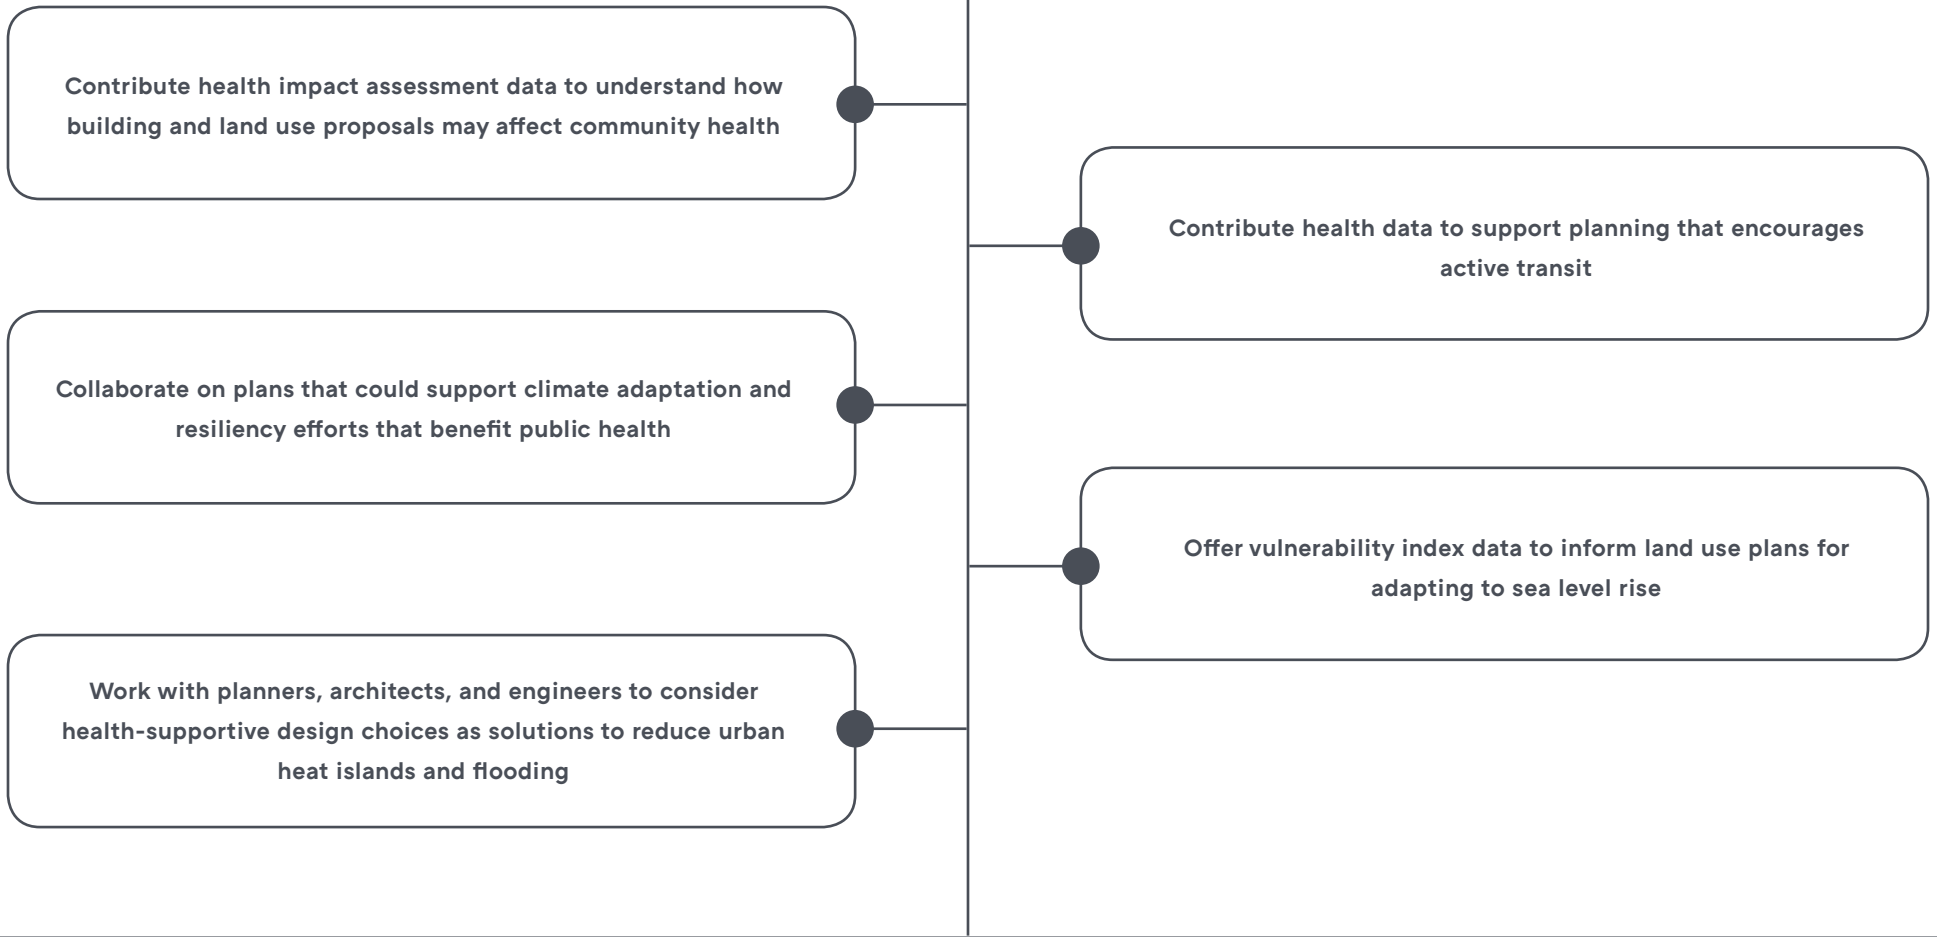 Contribute health impact assessment data to understand how
building and land use proposals may affect community health
Contribute health data to support planning that encourages
active transit
Collaborate on plans that could support climate adaptation and
resiliency efforts that benefit public health
Offer vulnerability index data to inform land use plans for
adapting to sea level rise
Work with planners, architects, and engineers to consider
health-supportive design choices as solutions to reduce urban
heat islands and flooding